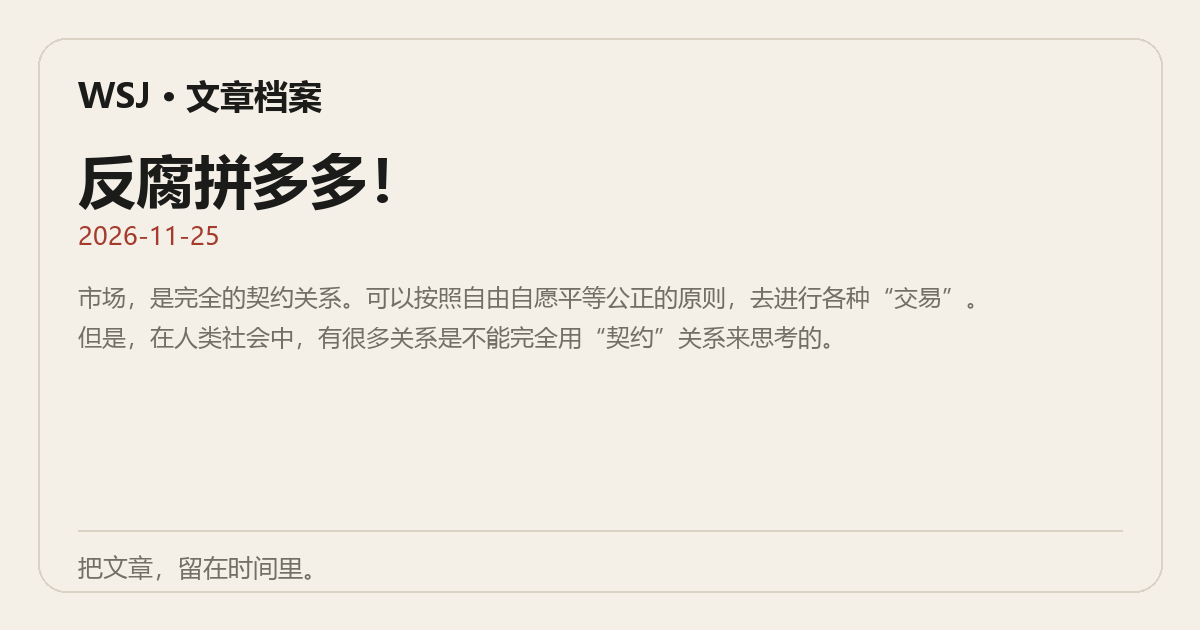 WSJ · 文章档案
反腐拼多多！
2026-11-25
市场，是完全的契约关系。可以按照自由自愿平等公正的原则，去进行各种“交易”。
但是，在人类社会中，有很多关系是不能完全用“契约”关系来思考的。
把文章，留在时间里。